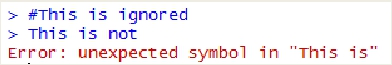 > #This is ignored
> This is not
Error: unexpected symbol in "This is"